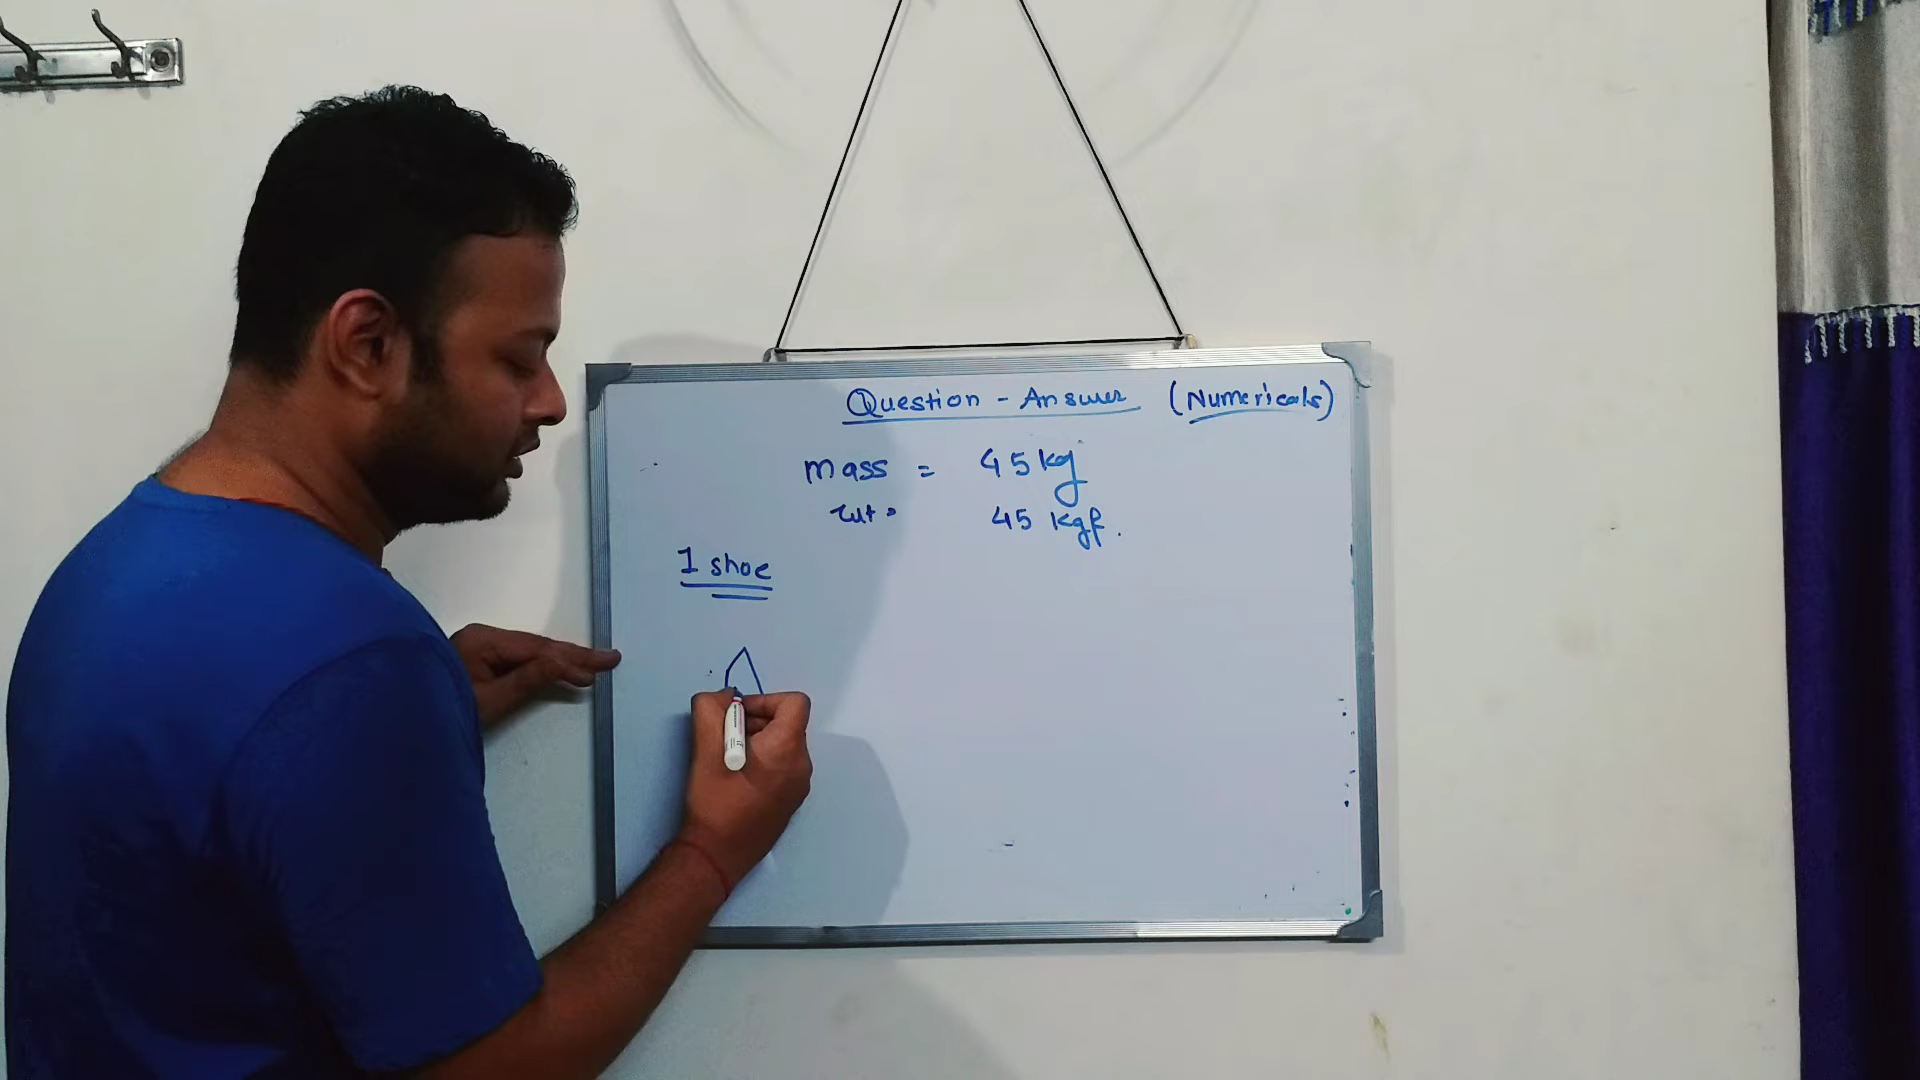 Question - Answer (Numericals)
mass = 45 kg
wt = 45 kgf.
1 shoe